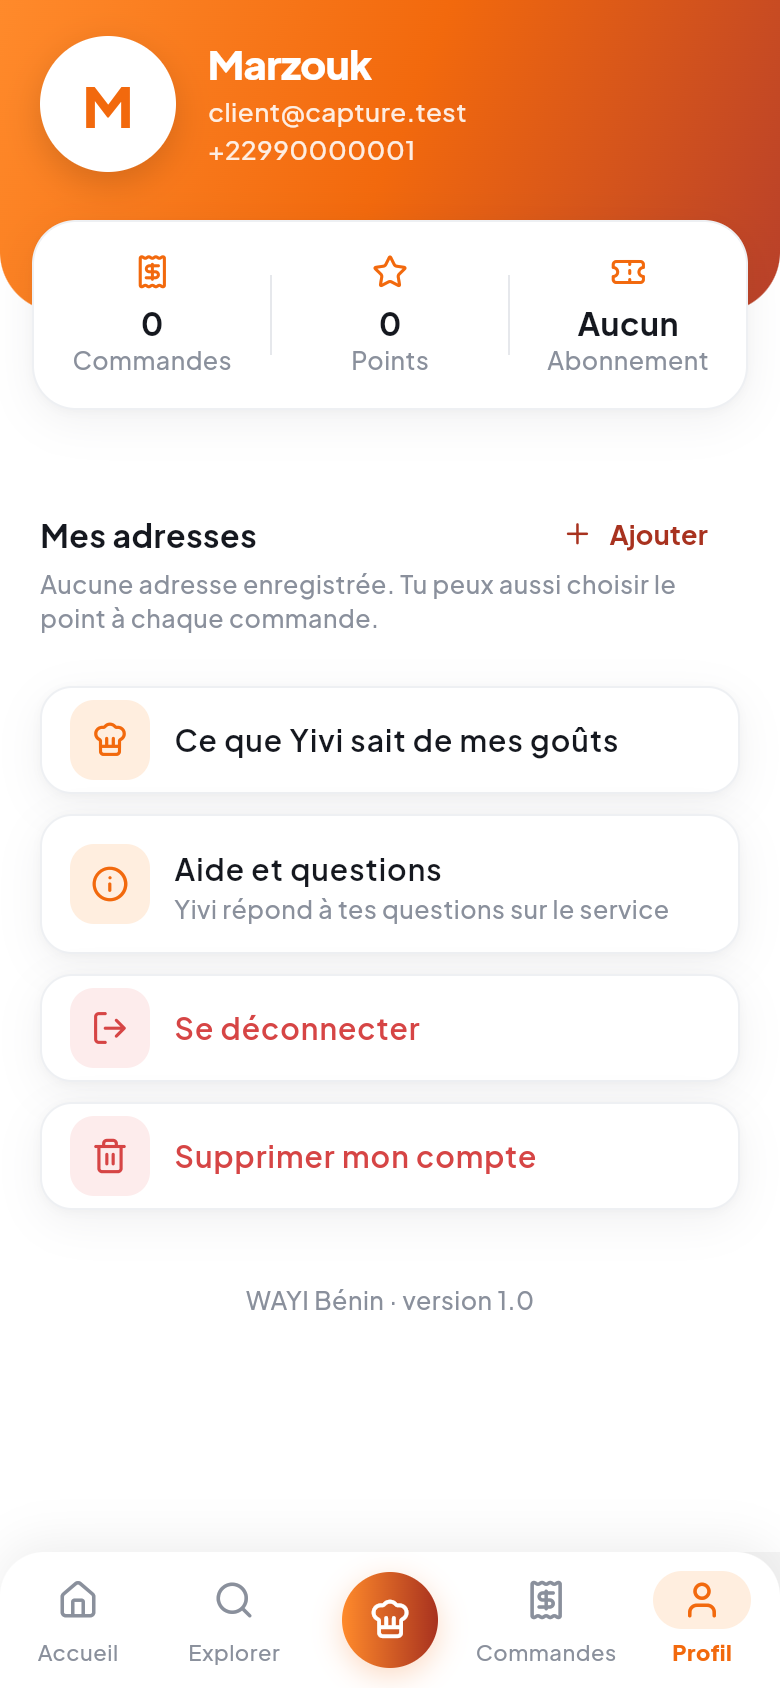 M
Marzouk
client@capture.test
+22990000001
0
Commandes
0
Points
Aucun
Abonnement
Mes adresses
Ajouter
Aucune adresse enregistrée. Tu peux aussi choisir le
point à chaque commande.
Ce que Yivi sait de mes goûts
Aide et questions
Yivi répond à tes questions sur le service
Se déconnecter
Supprimer mon compte
WAYI Bénin · version 1.0
Accueil
Explorer
Commandes
Profil